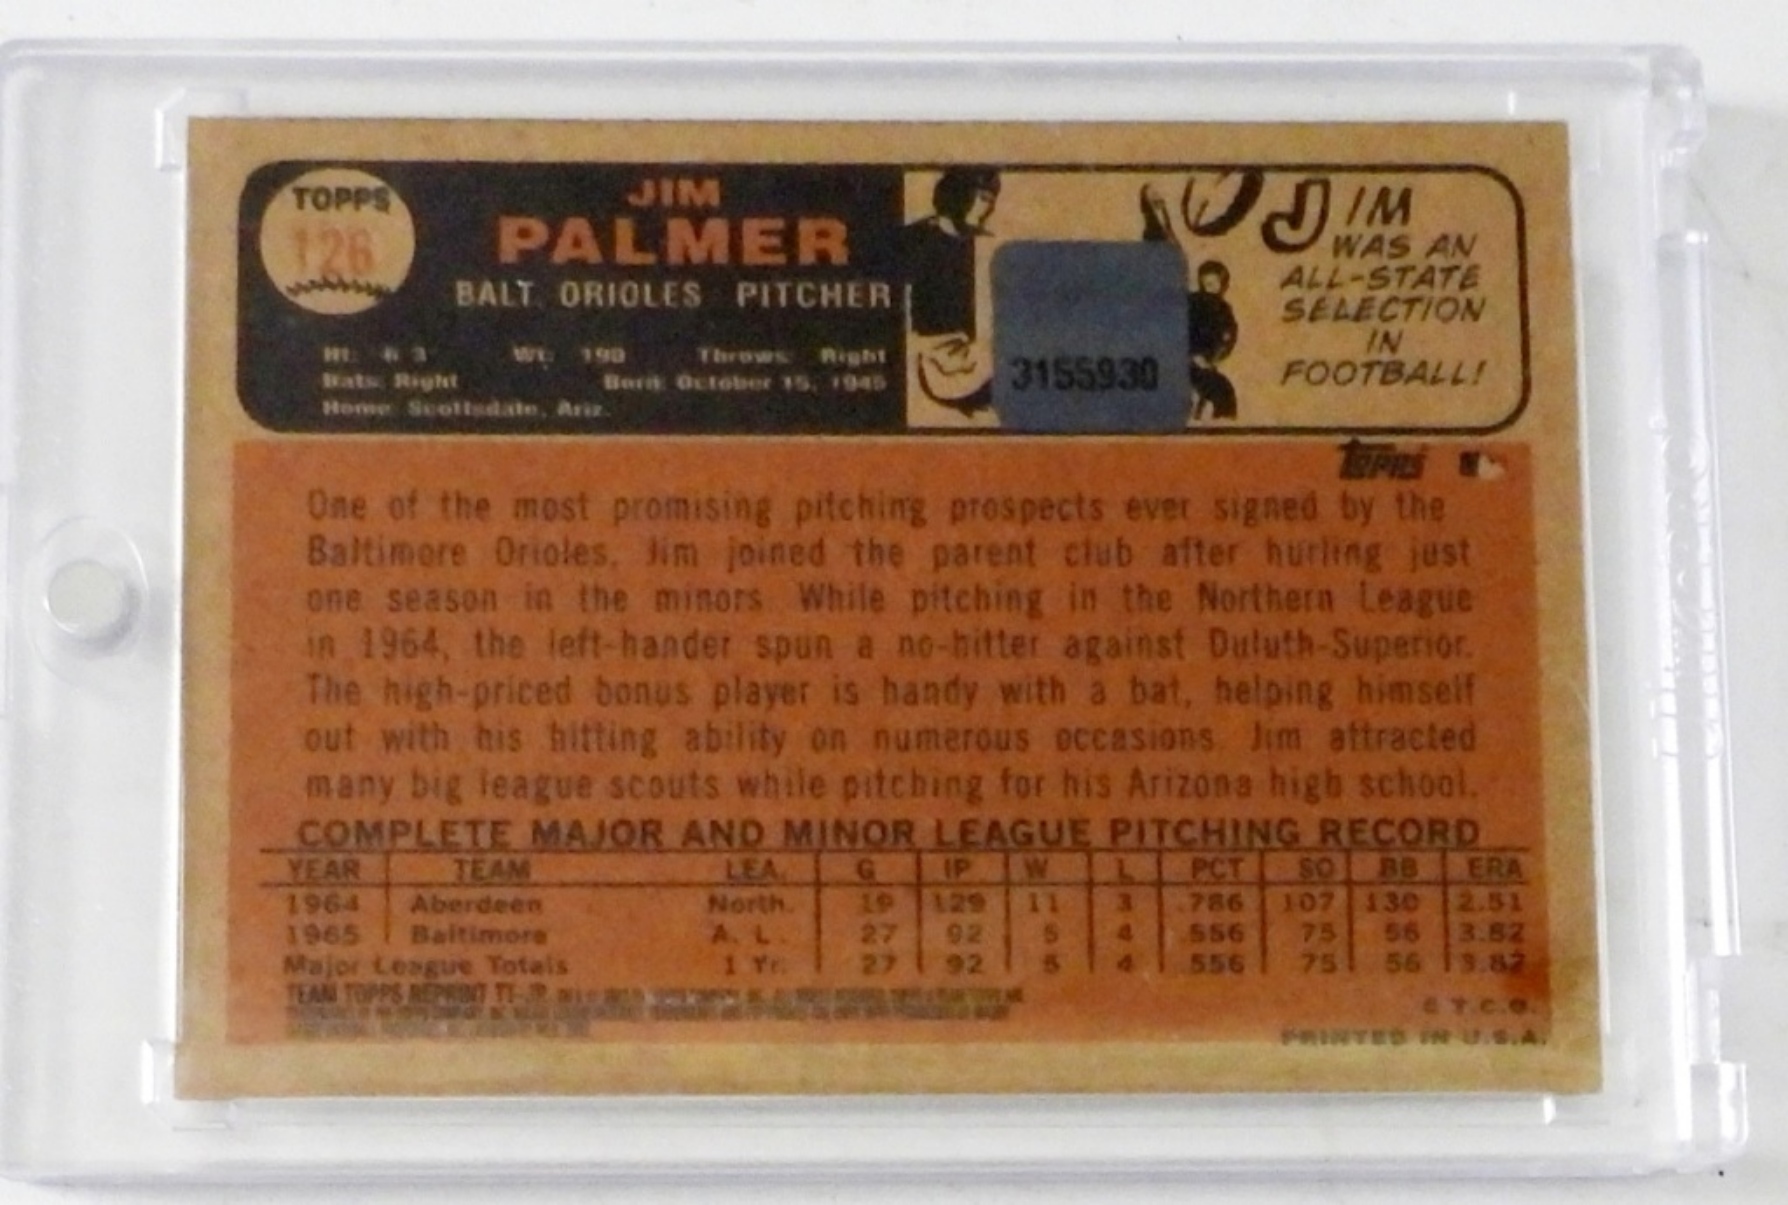 TOPPS
126
JIM
PALMER
BALT. ORIOLES PITCHER
Ht: 6 3 Wt: 190 Throws: Right
Bats: Right Born: October 15, 1945
Home: Scottsdale, Ariz.
JIM
WAS AN
ALL-STATE
SELECTION
IN
FOOTBALL!
3155930
TOPPS
One of the most promising pitching prospects ever signed by the
Baltimore Orioles, Jim joined the parent club after hurling just
one season in the minors. While pitching in the Northern League
in 1964, the left-hander spun a no-hitter against Duluth-Superior.
The high-priced bonus player is handy with a bat, helping himself
out with his hitting ability on numerous occasions. Jim attracted
many big league scouts while pitching for his Arizona high school.
COMPLETE MAJOR AND MINOR LEAGUE PITCHING RECORD
YEAR TEAM LEA. G IP W L PCT SO BB ERA
1964 Aberdeen North. 19 129 11 3 .786 107 130 2.51
1965 Baltimore A. L. 27 92 5 4 .556 75 56 3.82
Major League Totals 1 Yr. 27 92 5 4 .556 75 56 3.82
TEAM TOPPS REPRINT TT-JP
© T.C.G.
PRINTED IN U.S.A.